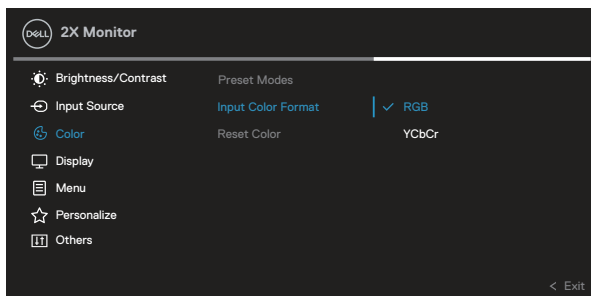 DELL 2X Monitor
Brightness/Contrast Preset Modes
Input Source Input Color Format RGB
Color Reset Color YCbCr
Display
Menu
Personalize
Others
< Exit